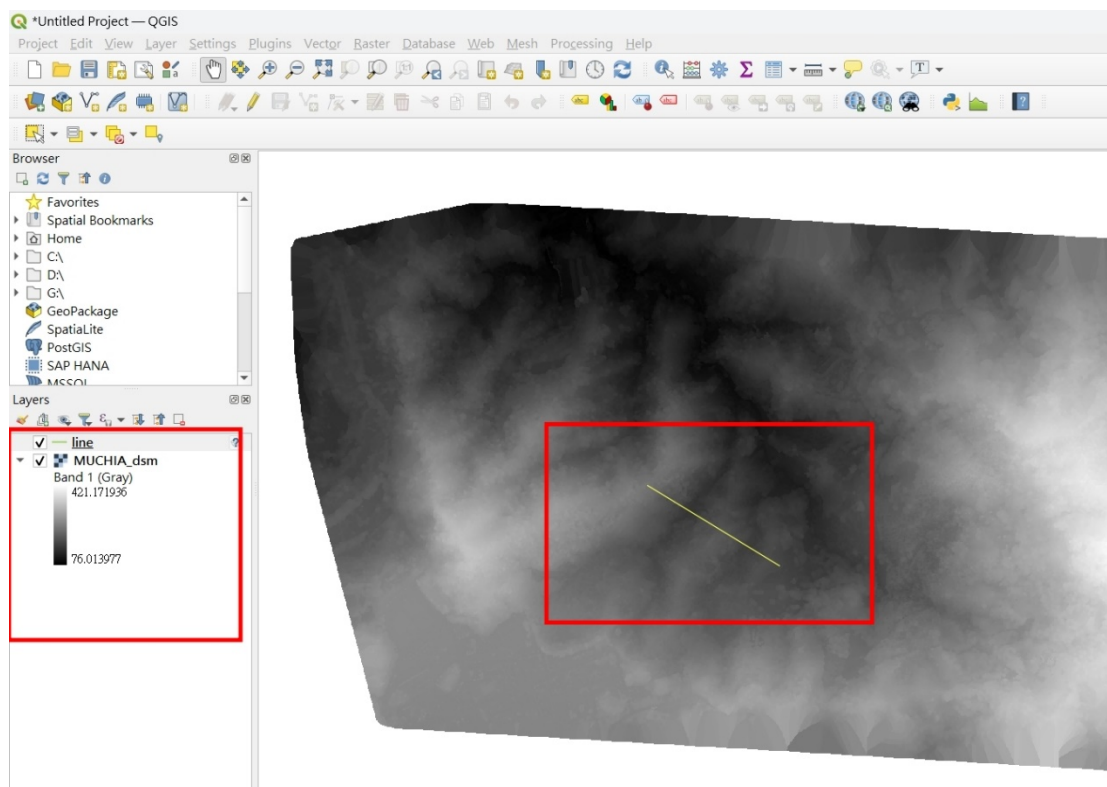 *Untitled Project — QGIS
Project Edit View Layer Settings Plugins Vector Raster Database Web Mesh Processing Help
Browser
Favorites
Spatial Bookmarks
Home
C:\
D:\
G:\
GeoPackage
SpatiaLite
PostGIS
SAP HANA
MSSQL
Layers
line ?
MUCHIA_dsm
Band 1 (Gray)
421.171936
76.013977